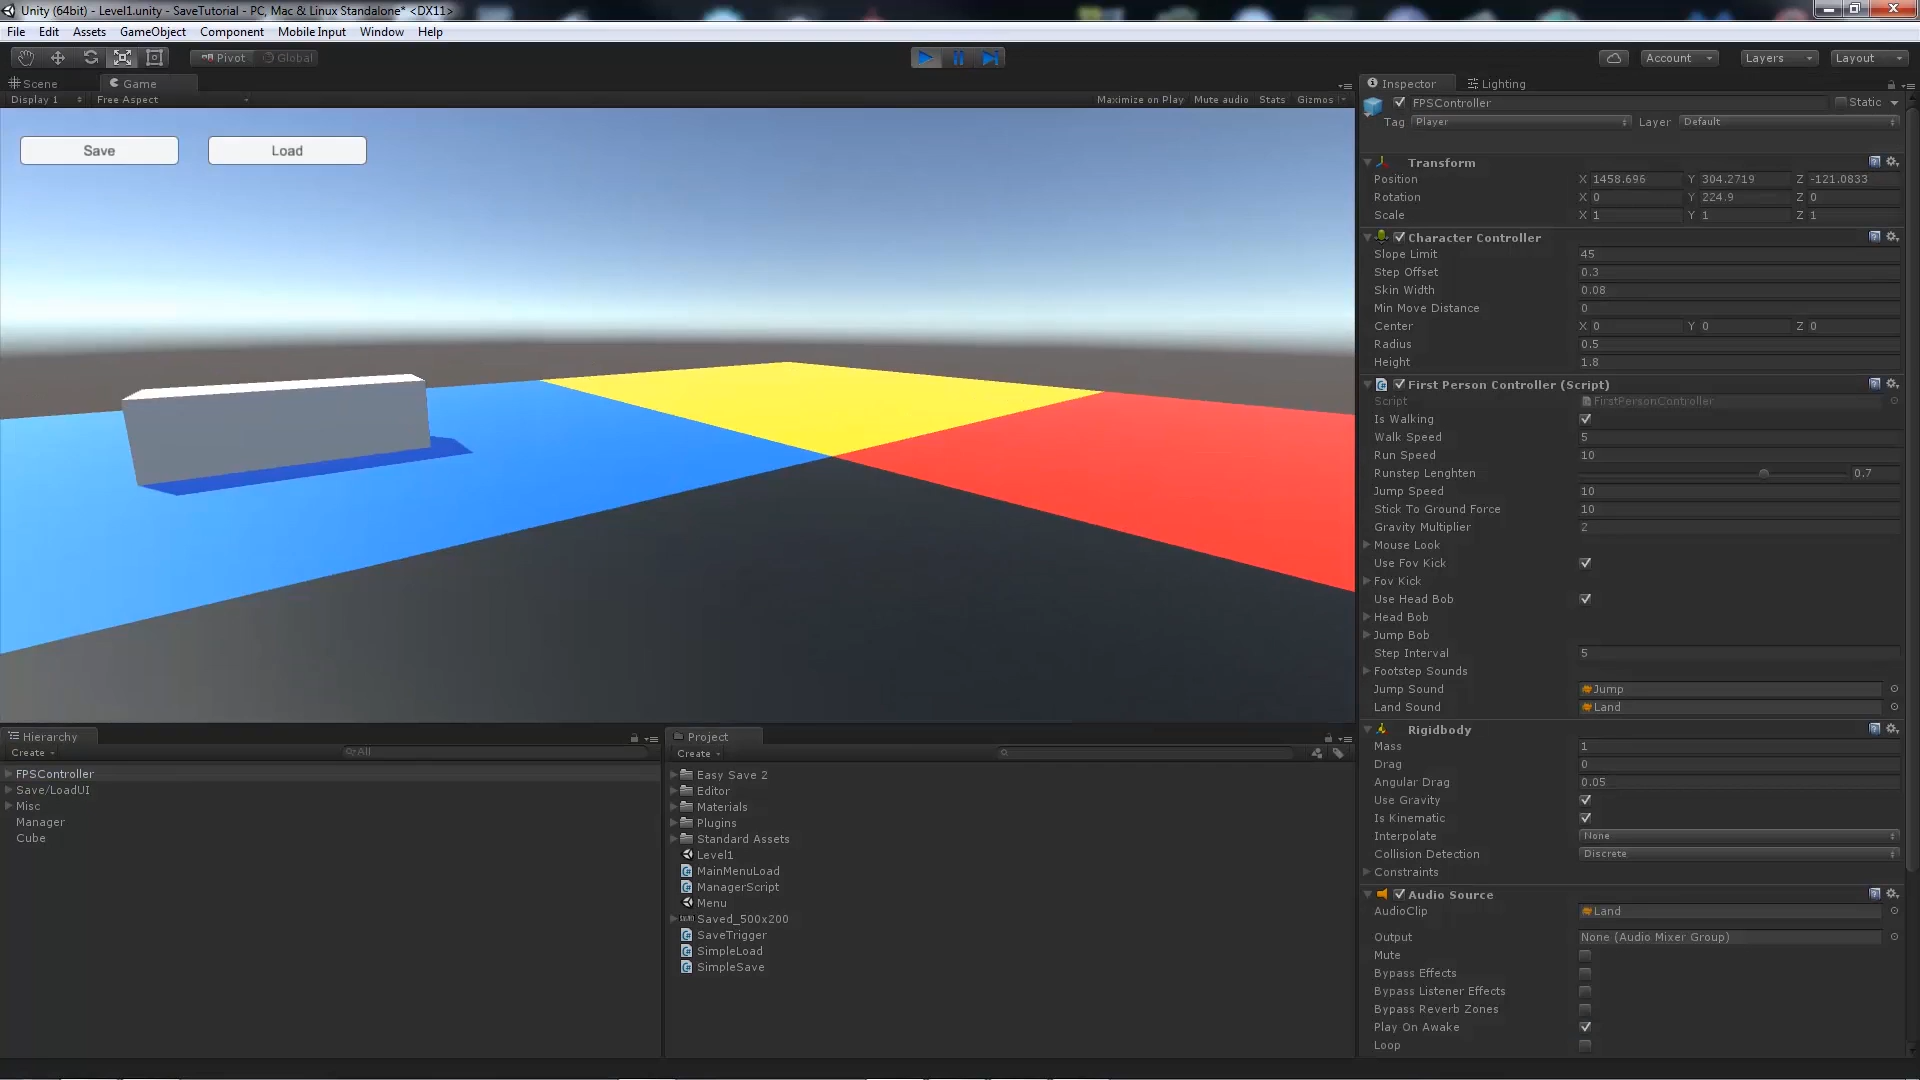 Unity (64bit) - Level1.unity - SaveTutorial - PC, Mac & Linux Standalone* <DX11>
File Edit Assets GameObject Component Mobile Input Window Help
Pivot Global Account Layers Layout
Scene Game
Display 1 Free Aspect Maximize on Play Mute audio Stats Gizmos
Save Load
Inspector Lighting
FPSController Static
Tag Player Layer Default
Transform
Position X 1458.696 Y 304.2719 Z -121.0833
Rotation X 0 Y 224.9 Z 0
Scale X 1 Y 1 Z 1
Character Controller
Slope Limit 45
Step Offset 0.3
Skin Width 0.08
Min Move Distance 0
Center X 0 Y 0 Z 0
Radius 0.5
Height 1.8
First Person Controller (Script)
Script FirstPersonController
Is Walking
Walk Speed 5
Run Speed 10
Runstep Lenghten 0.7
Jump Speed 10
Stick To Ground Force 10
Gravity Multiplier 2
Mouse Look
Use Fov Kick
Fov Kick
Use Head Bob
Head Bob
Jump Bob
Step Interval 5
Footstep Sounds
Jump Sound Jump
Land Sound Land
Rigidbody
Mass 1
Drag 0
Angular Drag 0.05
Use Gravity
Is Kinematic
Interpolate None
Collision Detection Discrete
Constraints
Audio Source
AudioClip Land
Output None (Audio Mixer Group)
Mute
Bypass Effects
Bypass Listener Effects
Bypass Reverb Zones
Play On Awake
Loop
Hierarchy
Create All
FPSController
Save/LoadUI
Misc
Manager
Cube
Project
Create
Easy Save 2
Editor
Materials
Plugins
Standard Assets
Level1
MainMenuLoad
ManagerScript
Menu
Saved_500x200
SaveTrigger
SimpleLoad
SimpleSave